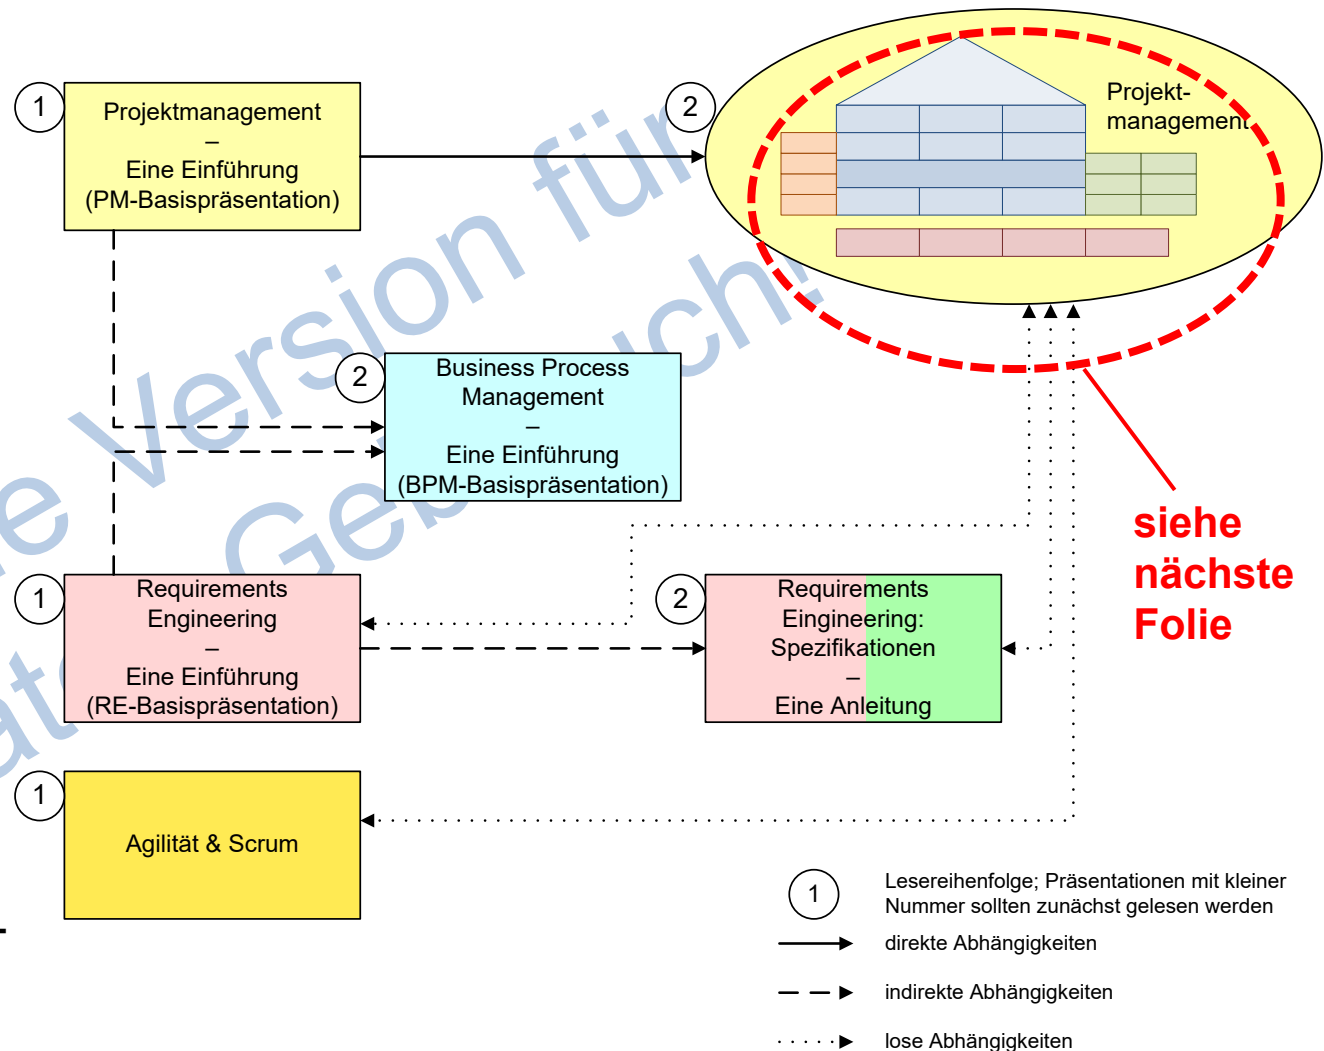 1
Projektmanagement
–
Eine Einführung
(PM-Basispräsentation)
2
Projekt-
management
2
Business Process
Management
–
Eine Einführung
(BPM-Basispräsentation)
siehe
nächste
Folie
1
Requirements
Engineering
–
Eine Einführung
(RE-Basispräsentation)
2
Requirements
Eingineering:
Spezifikationen
–
Eine Anleitung
1
Agilität & Scrum
1
Lesereihenfolge; Präsentationen mit kleiner
Nummer sollten zunächst gelesen werden
direkte Abhängigkeiten
indirekte Abhängigkeiten
lose Abhängigkeiten
Version für